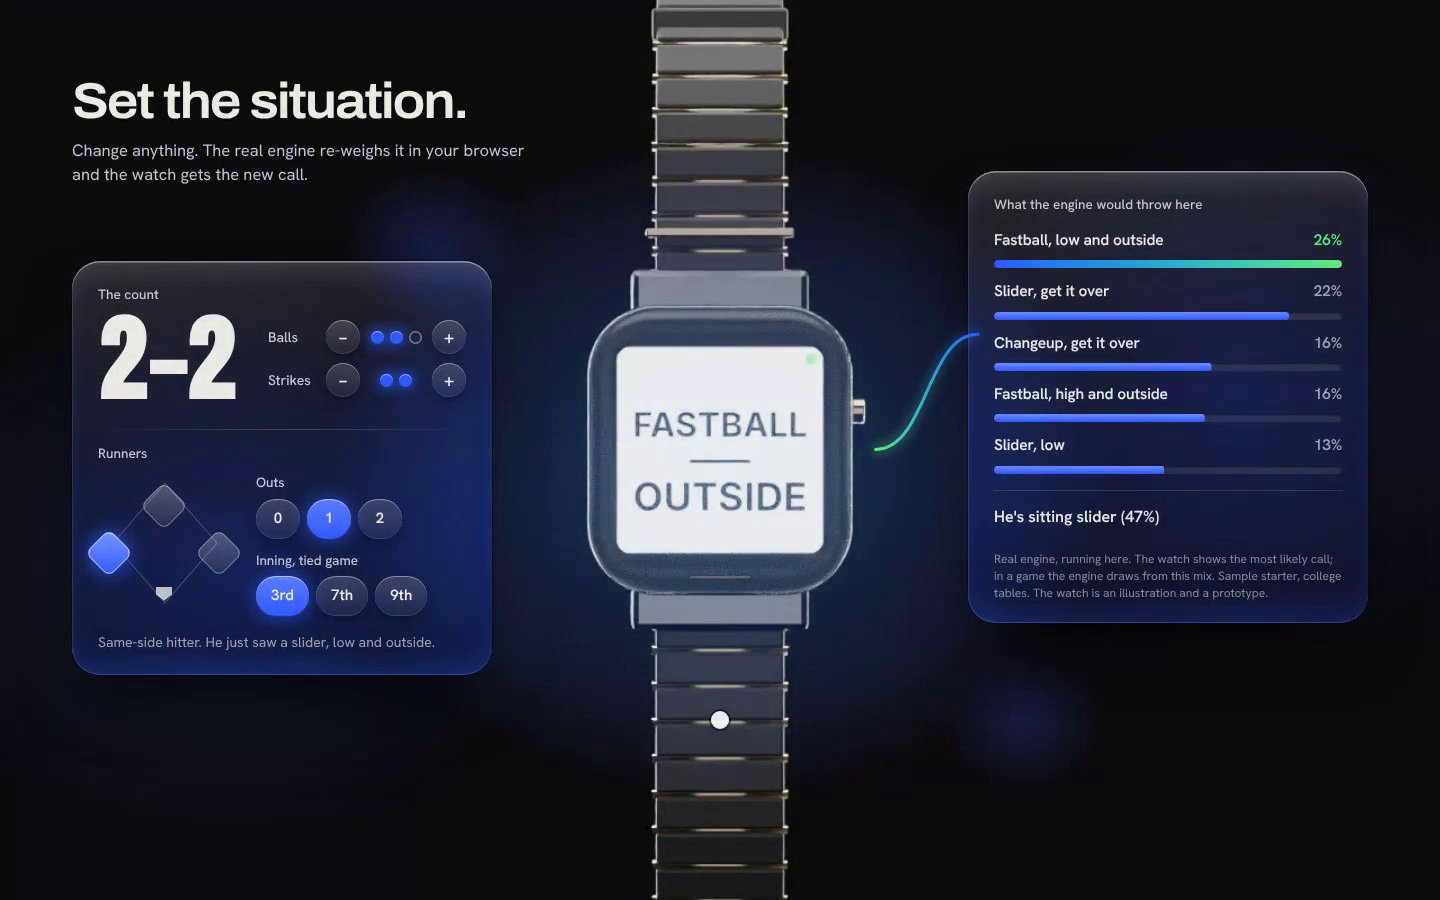 Set the situation.
Change anything. The real engine re-weighs it in your browser
and the watch gets the new call.
The count
2–2
Balls
–
+
Strikes
–
+
Runners
Outs
0
1
2
Inning, tied game
3rd
7th
9th
Same-side hitter. He just saw a slider, low and outside.
FASTBALL
—
OUTSIDE
What the engine would throw here
Fastball, low and outside 26%
Slider, get it over 22%
Changeup, get it over 16%
Fastball, high and outside 16%
Slider, low 13%
He's sitting slider (47%)
Real engine, running here. The watch shows the most likely call;
in a game the engine draws from this mix. Sample starter, college
tables. The watch is an illustration and a prototype.